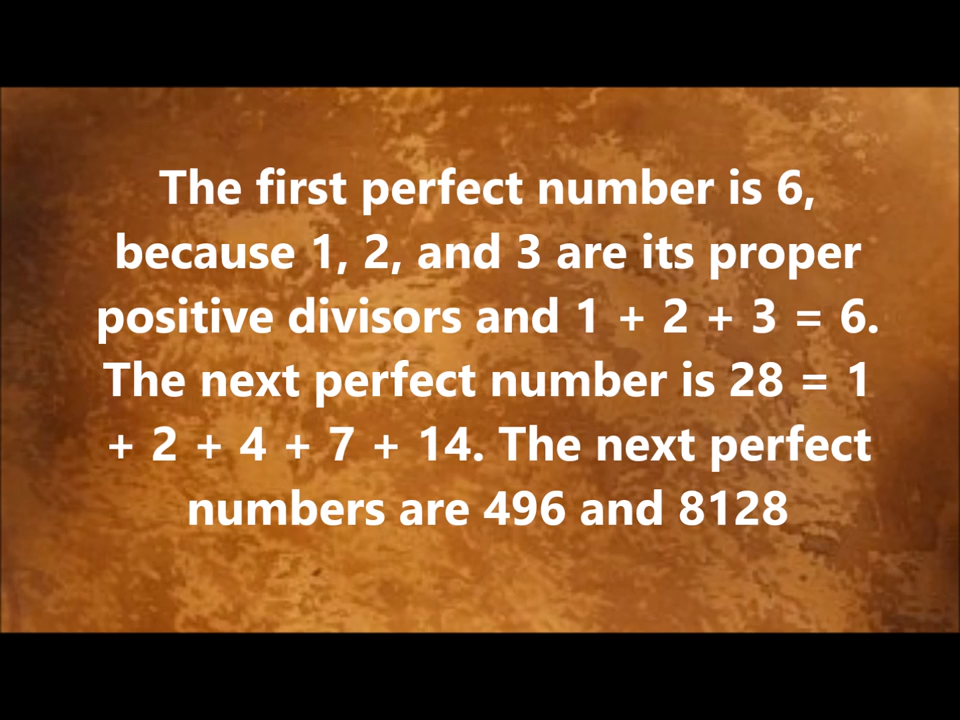 The first perfect number is 6,
because 1, 2, and 3 are its proper
positive divisors and 1 + 2 + 3 = 6.
The next perfect number is 28 = 1
+ 2 + 4 + 7 + 14. The next perfect
numbers are 496 and 8128